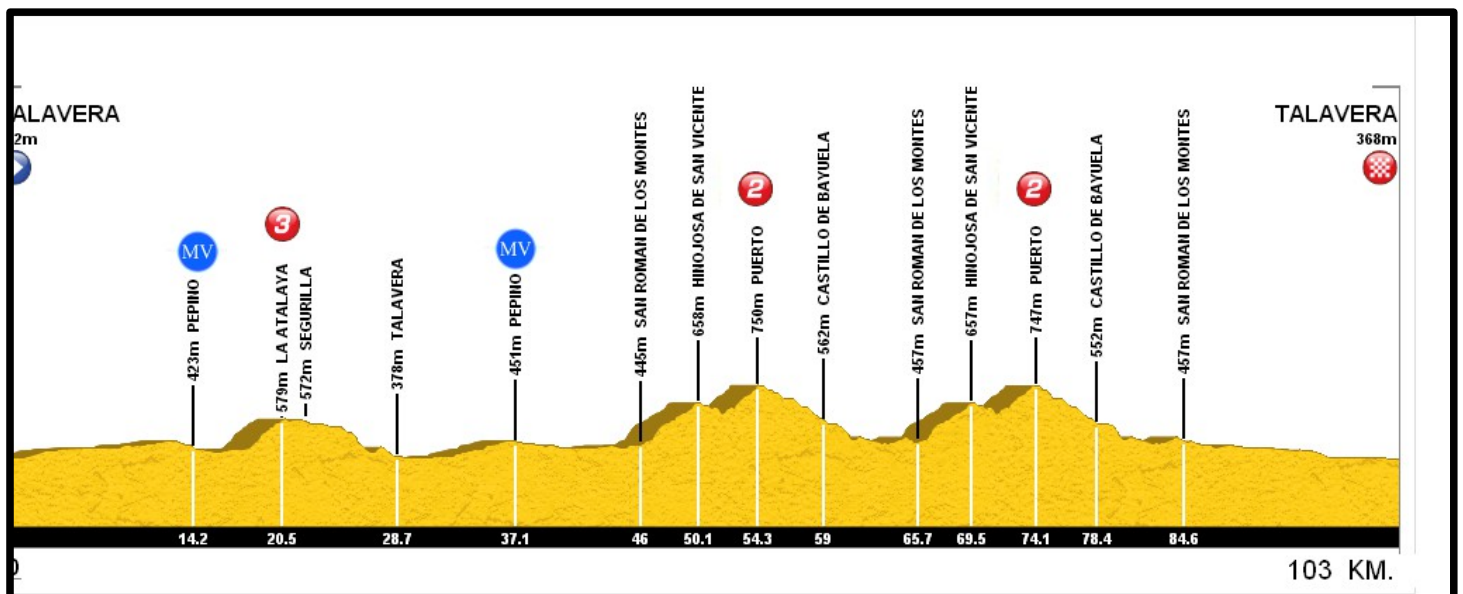 ALAVERA
2m
MV
423m PEPINO
3
579m LA ATALAYA
572m SEGURILLA
378m TALAVERA
MV
451m PEPINO
445m SAN ROMAN DE LOS MONTES
658m HINOJOSA DE SAN VICENTE
2
750m PUERTO
562m CASTILLO DE BAYUELA
457m SAN ROMAN DE LOS MONTES
657m HINOJOSA DE SAN VICENTE
2
747m PUERTO
552m CASTILLO DE BAYUELA
457m SAN ROMAN DE LOS MONTES
TALAVERA
368m
14.2 20.5 28.7 37.1 46 50.1 54.3 59 65.7 69.5 74.1 78.4 84.6
103 KM.